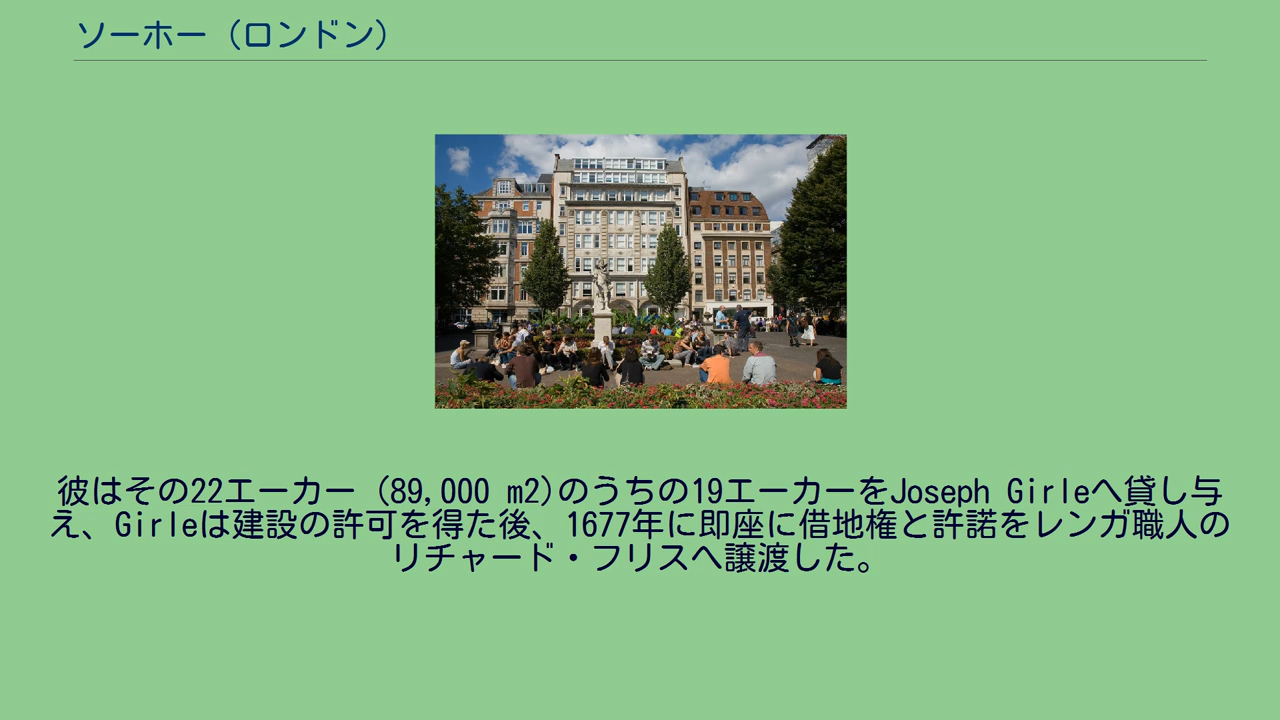 ソーホー（ロンドン）
彼はその22エーカー (89,000 m2)のうちの19エーカーをJoseph Girleへ貸し与
え、Girleは建設の許可を得た後、1677年に即座に借地権と許諾をレンガ職人の
リチャード・フリスへ譲渡した。